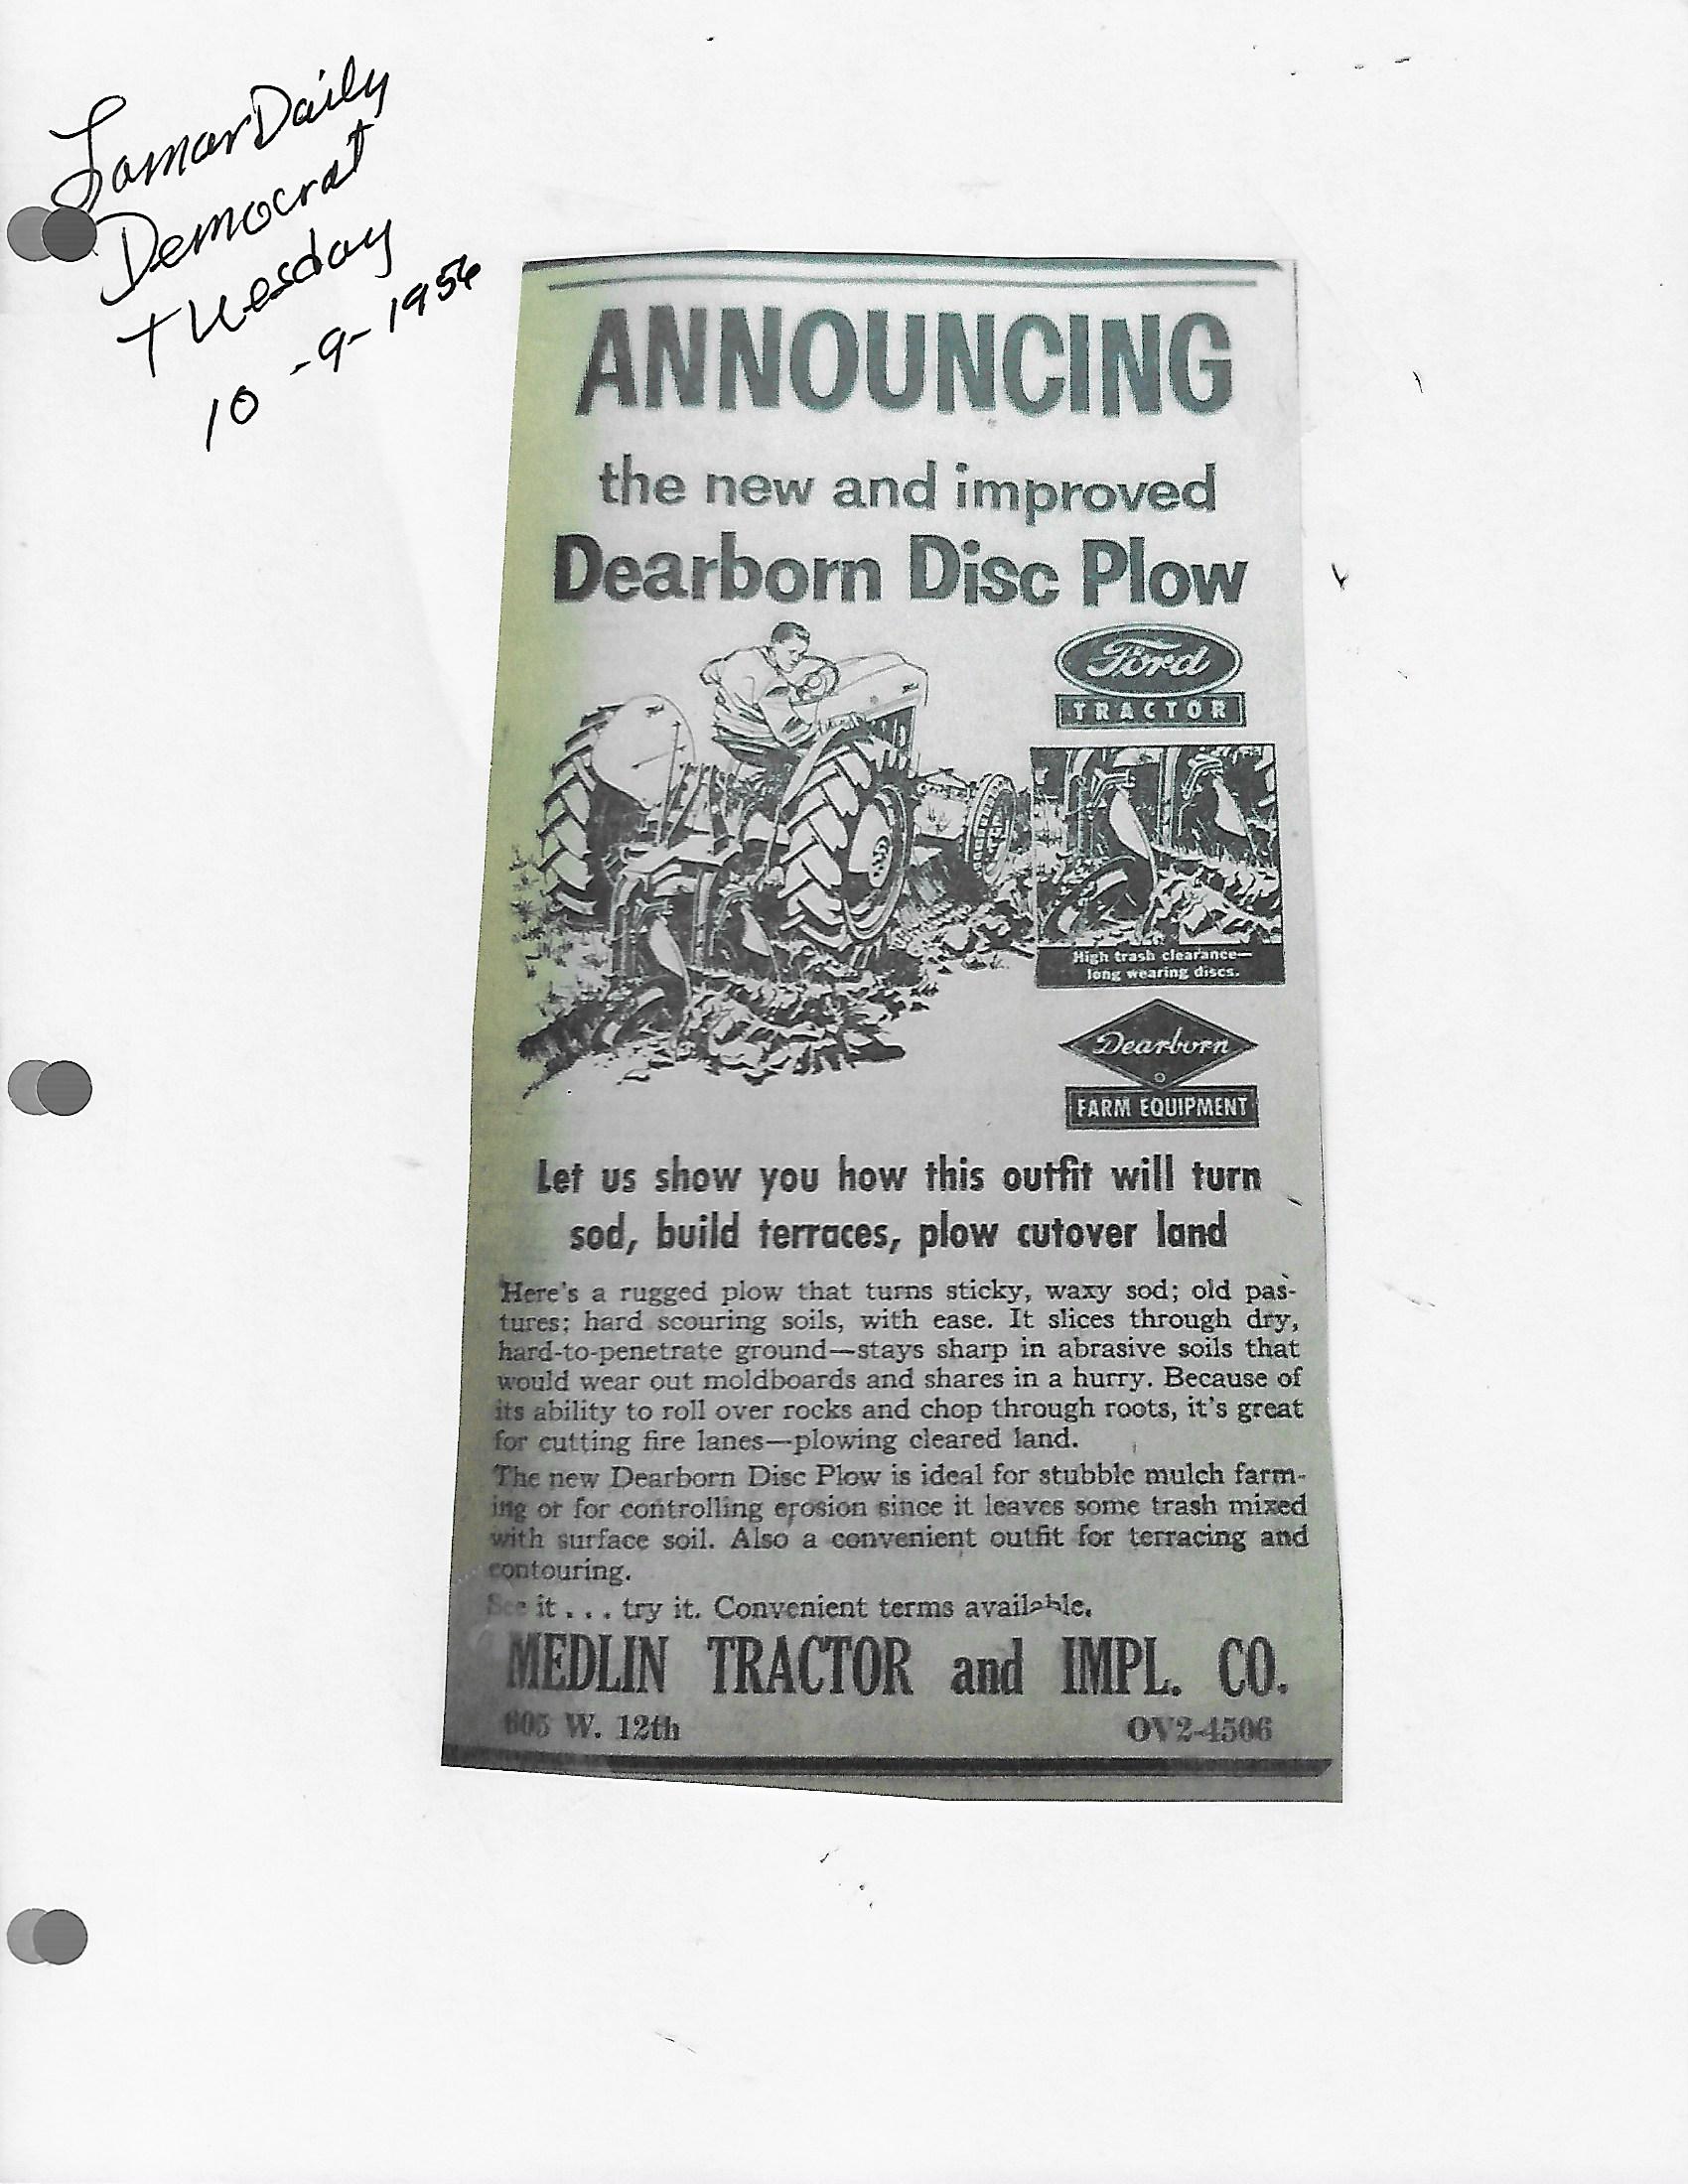 Lamar Daily
Democrat
Tuesday
10-9-1956
ANNOUNCING
the new and improved
Dearborn Disc Plow
Ford
TRACTOR
High trash clearance—
long wearing discs.
Dearborn
FARM EQUIPMENT
Let us show you how this outfit will turn
sod, build terraces, plow cutover land
Here's a rugged plow that turns sticky, waxy sod; old pas-
tures; hard scouring soils, with ease. It slices through dry,
hard-to-penetrate ground—stays sharp in abrasive soils that
would wear out moldboards and shares in a hurry. Because of
its ability to roll over rocks and chop through roots, it's great
for cutting fire lanes—plowing cleared land.
The new Dearborn Disc Plow is ideal for stubble mulch farm-
ing or for controlling erosion since it leaves some trash mixed
with surface soil. Also a convenient outfit for terracing and
contouring.
See it . . . try it. Convenient terms available.
MEDLIN TRACTOR and IMPL. CO.
605 W. 12th OV2-4506